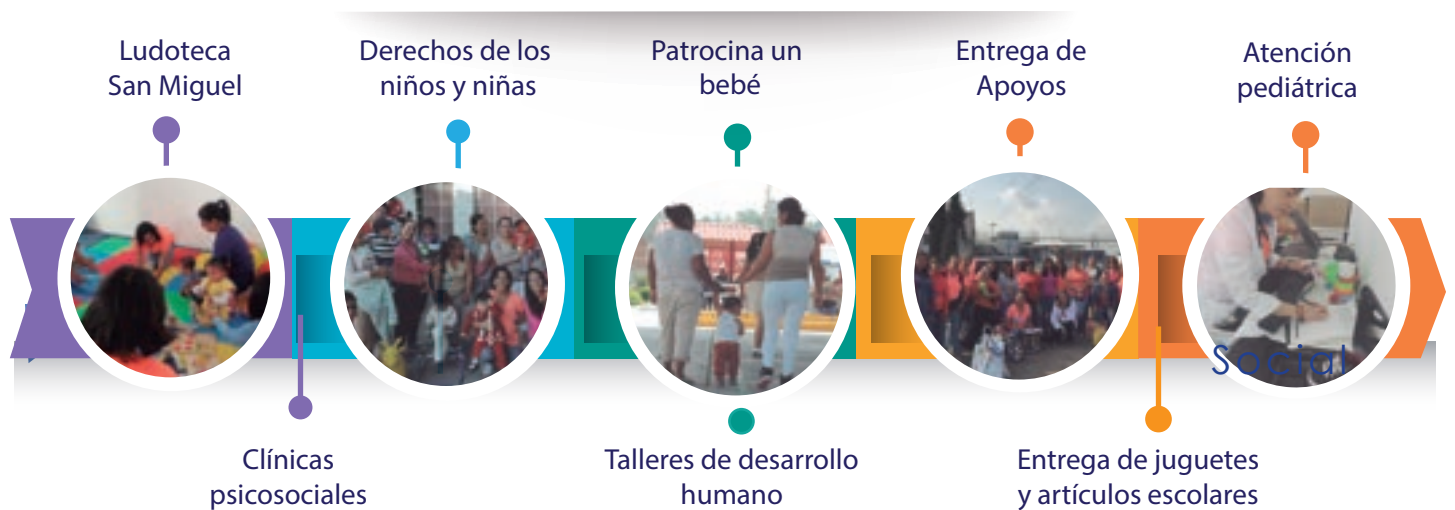 Ludoteca
San Miguel
Derechos de los
niños y niñas
Patrocina un
bebé
Entrega de
Apoyos
Atención
pediátrica
Social
Clínicas
psicosociales
Talleres de desarrollo
humano
Entrega de juguetes
y artículos escolares